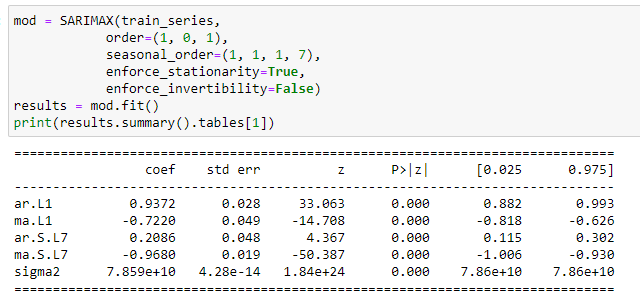 mod = SARIMAX(train_series,
            order=(1, 0, 1),
            seasonal_order=(1, 1, 1, 7),
            enforce_stationarity=True,
            enforce_invertibility=False)
results = mod.fit()
print(results.summary().tables[1])
==============================================================================
                 coef    std err          z      P>|z|      [0.025      0.975]
------------------------------------------------------------------------------
ar.L1          0.9372      0.028     33.063      0.000       0.882       0.993
ma.L1         -0.7220      0.049    -14.708      0.000      -0.818      -0.626
ar.S.L7        0.2086      0.048      4.367      0.000       0.115       0.302
ma.S.L7       -0.9680      0.019    -50.387      0.000      -1.006      -0.930
sigma2      7.859e+10   4.28e-14   1.84e+24      0.000    7.86e+10    7.86e+10
==============================================================================